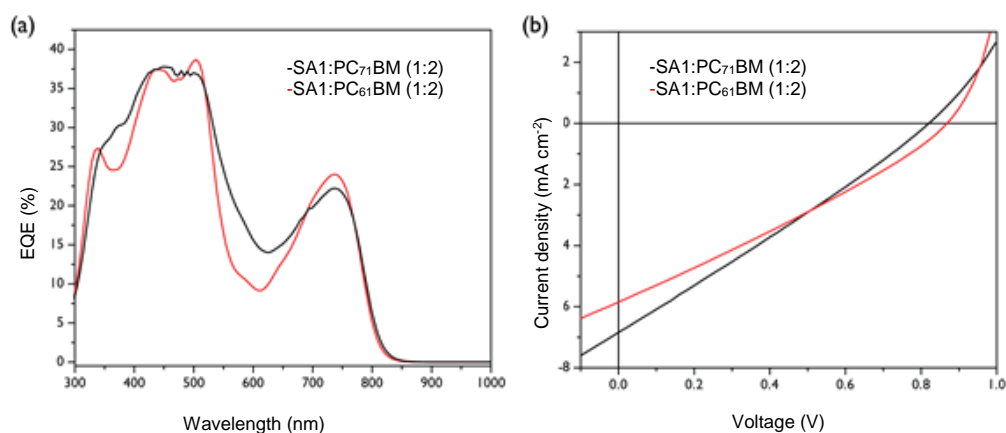 (a)
40
35
30
25
20
15
10
5
0
EQE (%)
-SA1:PC₇₁BM (1:2)
-SA1:PC₆₁BM (1:2)
300 400 500 600 700 800 900 1000
Wavelength (nm)
(b)
2
0
2
4
6
-8
Current density (mA cm⁻²)
-SA1:PC₇₁BM (1:2)
-SA1:PC₆₁BM (1:2)
0.0 0.2 0.4 0.6 0.8 1.0
Voltage (V)